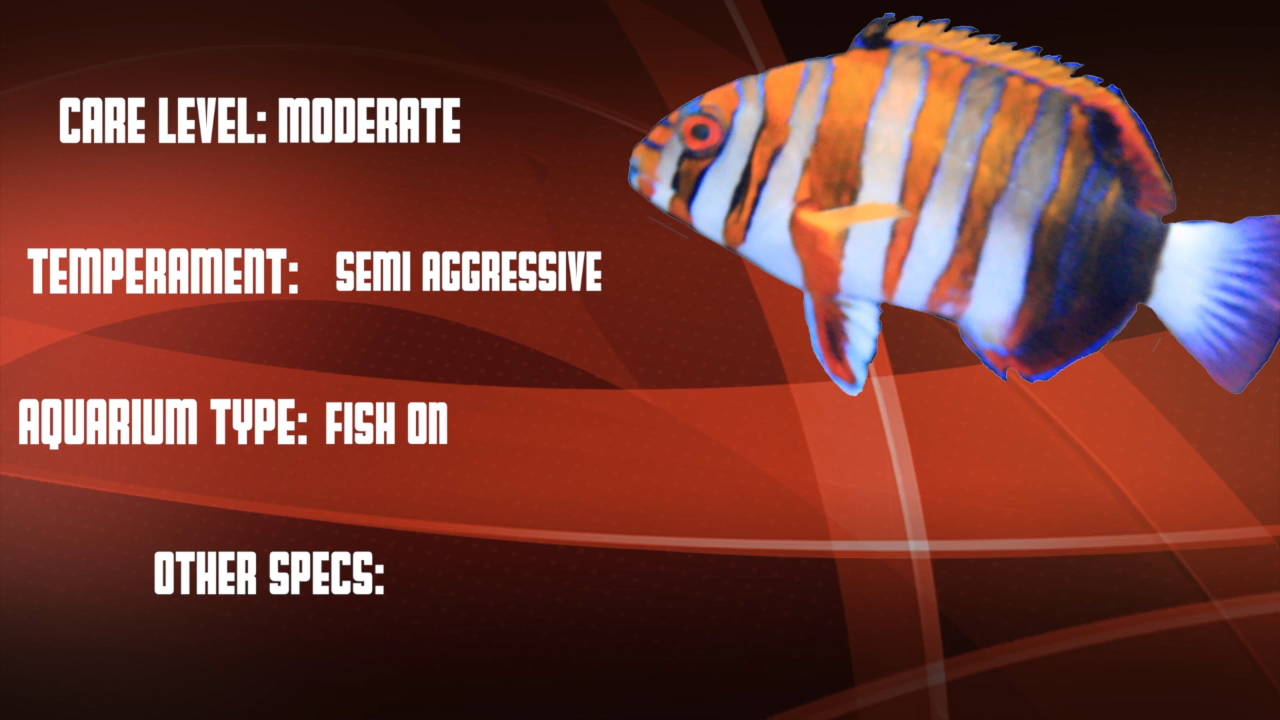 CARE LEVEL: MODERATE
TEMPERAMENT: SEMI AGGRESSIVE
AQUARIUM TYPE: FISH ON
OTHER SPECS: